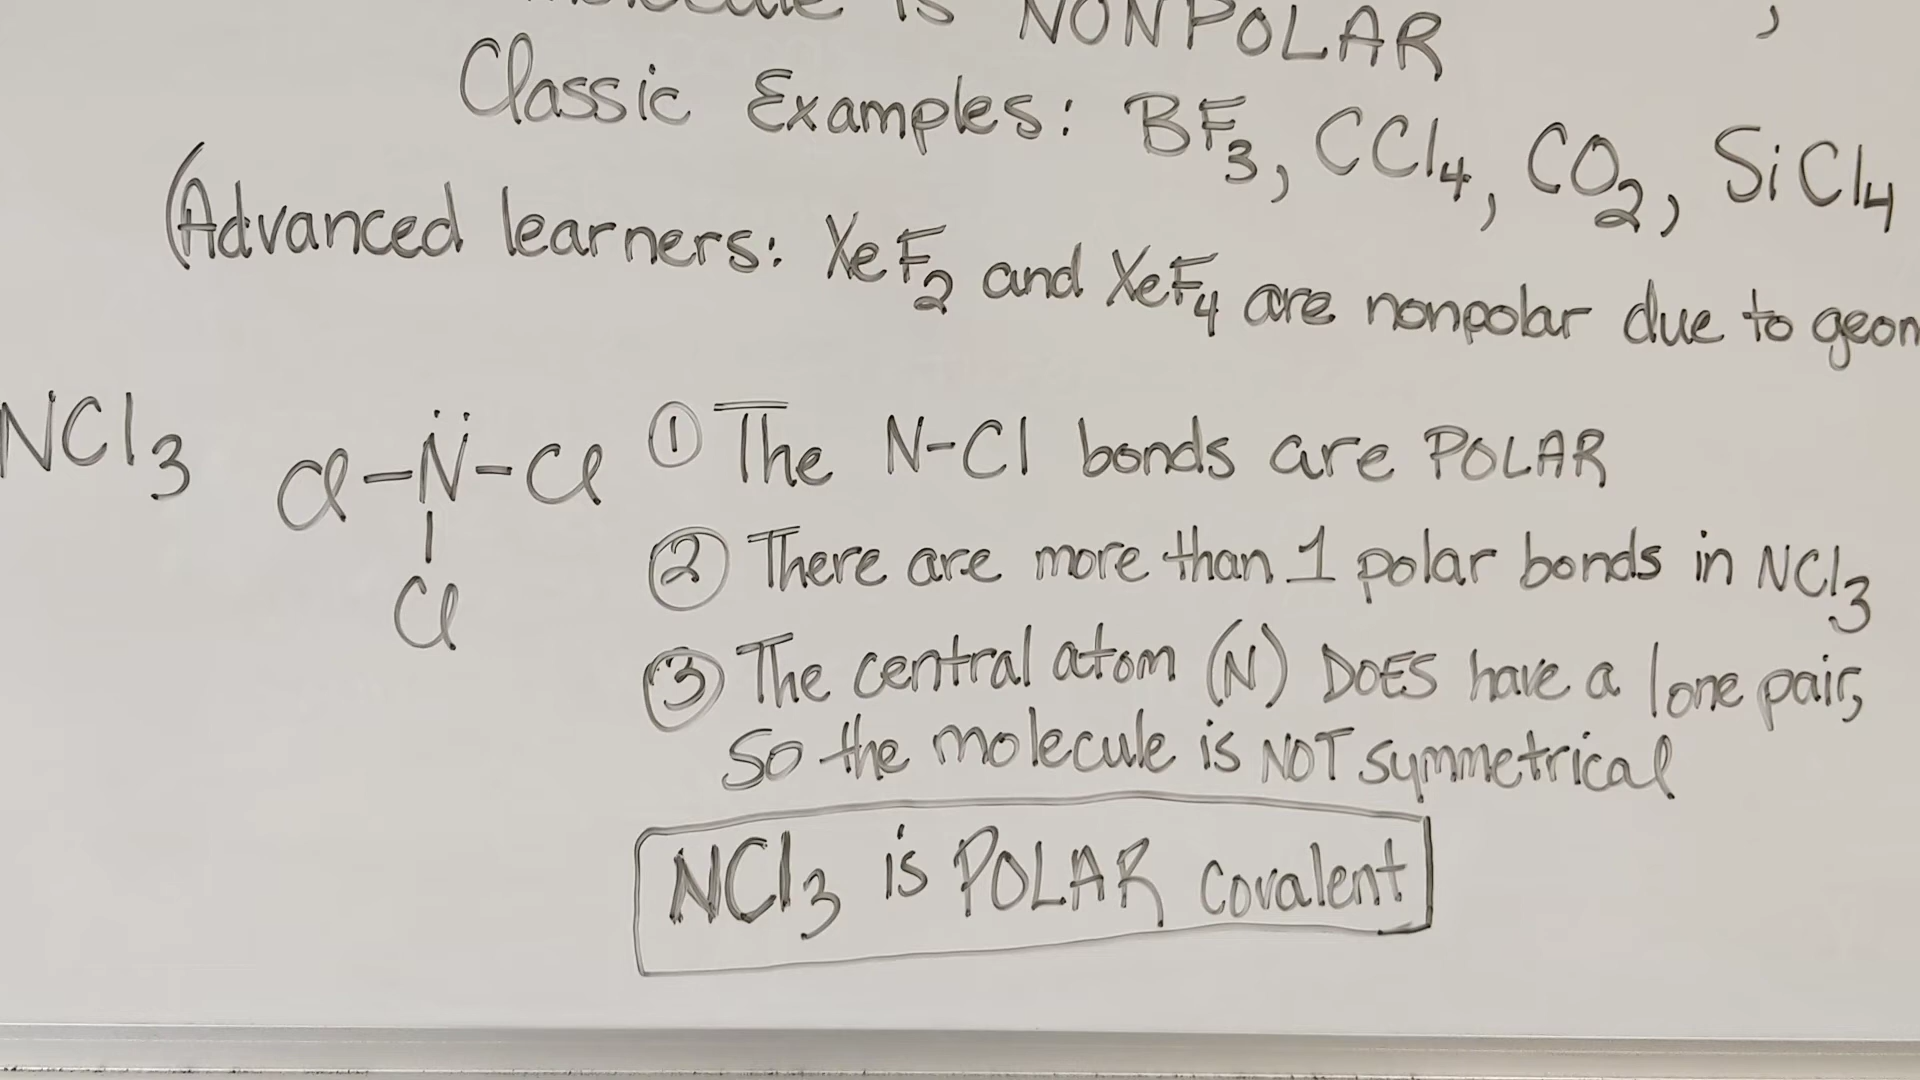 molecule is NONPOLAR ,
Classic Examples: BF₃, CCl₄, CO₂, SiCl₄
(Advanced learners: XeF₂ and XeF₄ are nonpolar due to geom
NCl₃
Cl-N̈-Cl
|
Cl
① The N-Cl bonds are POLAR
② There are more than 1 polar bonds in NCl₃
③ The central atom (N) DOES have a lone pair,
so the molecule is NOT symmetrical
NCl₃ is POLAR covalent